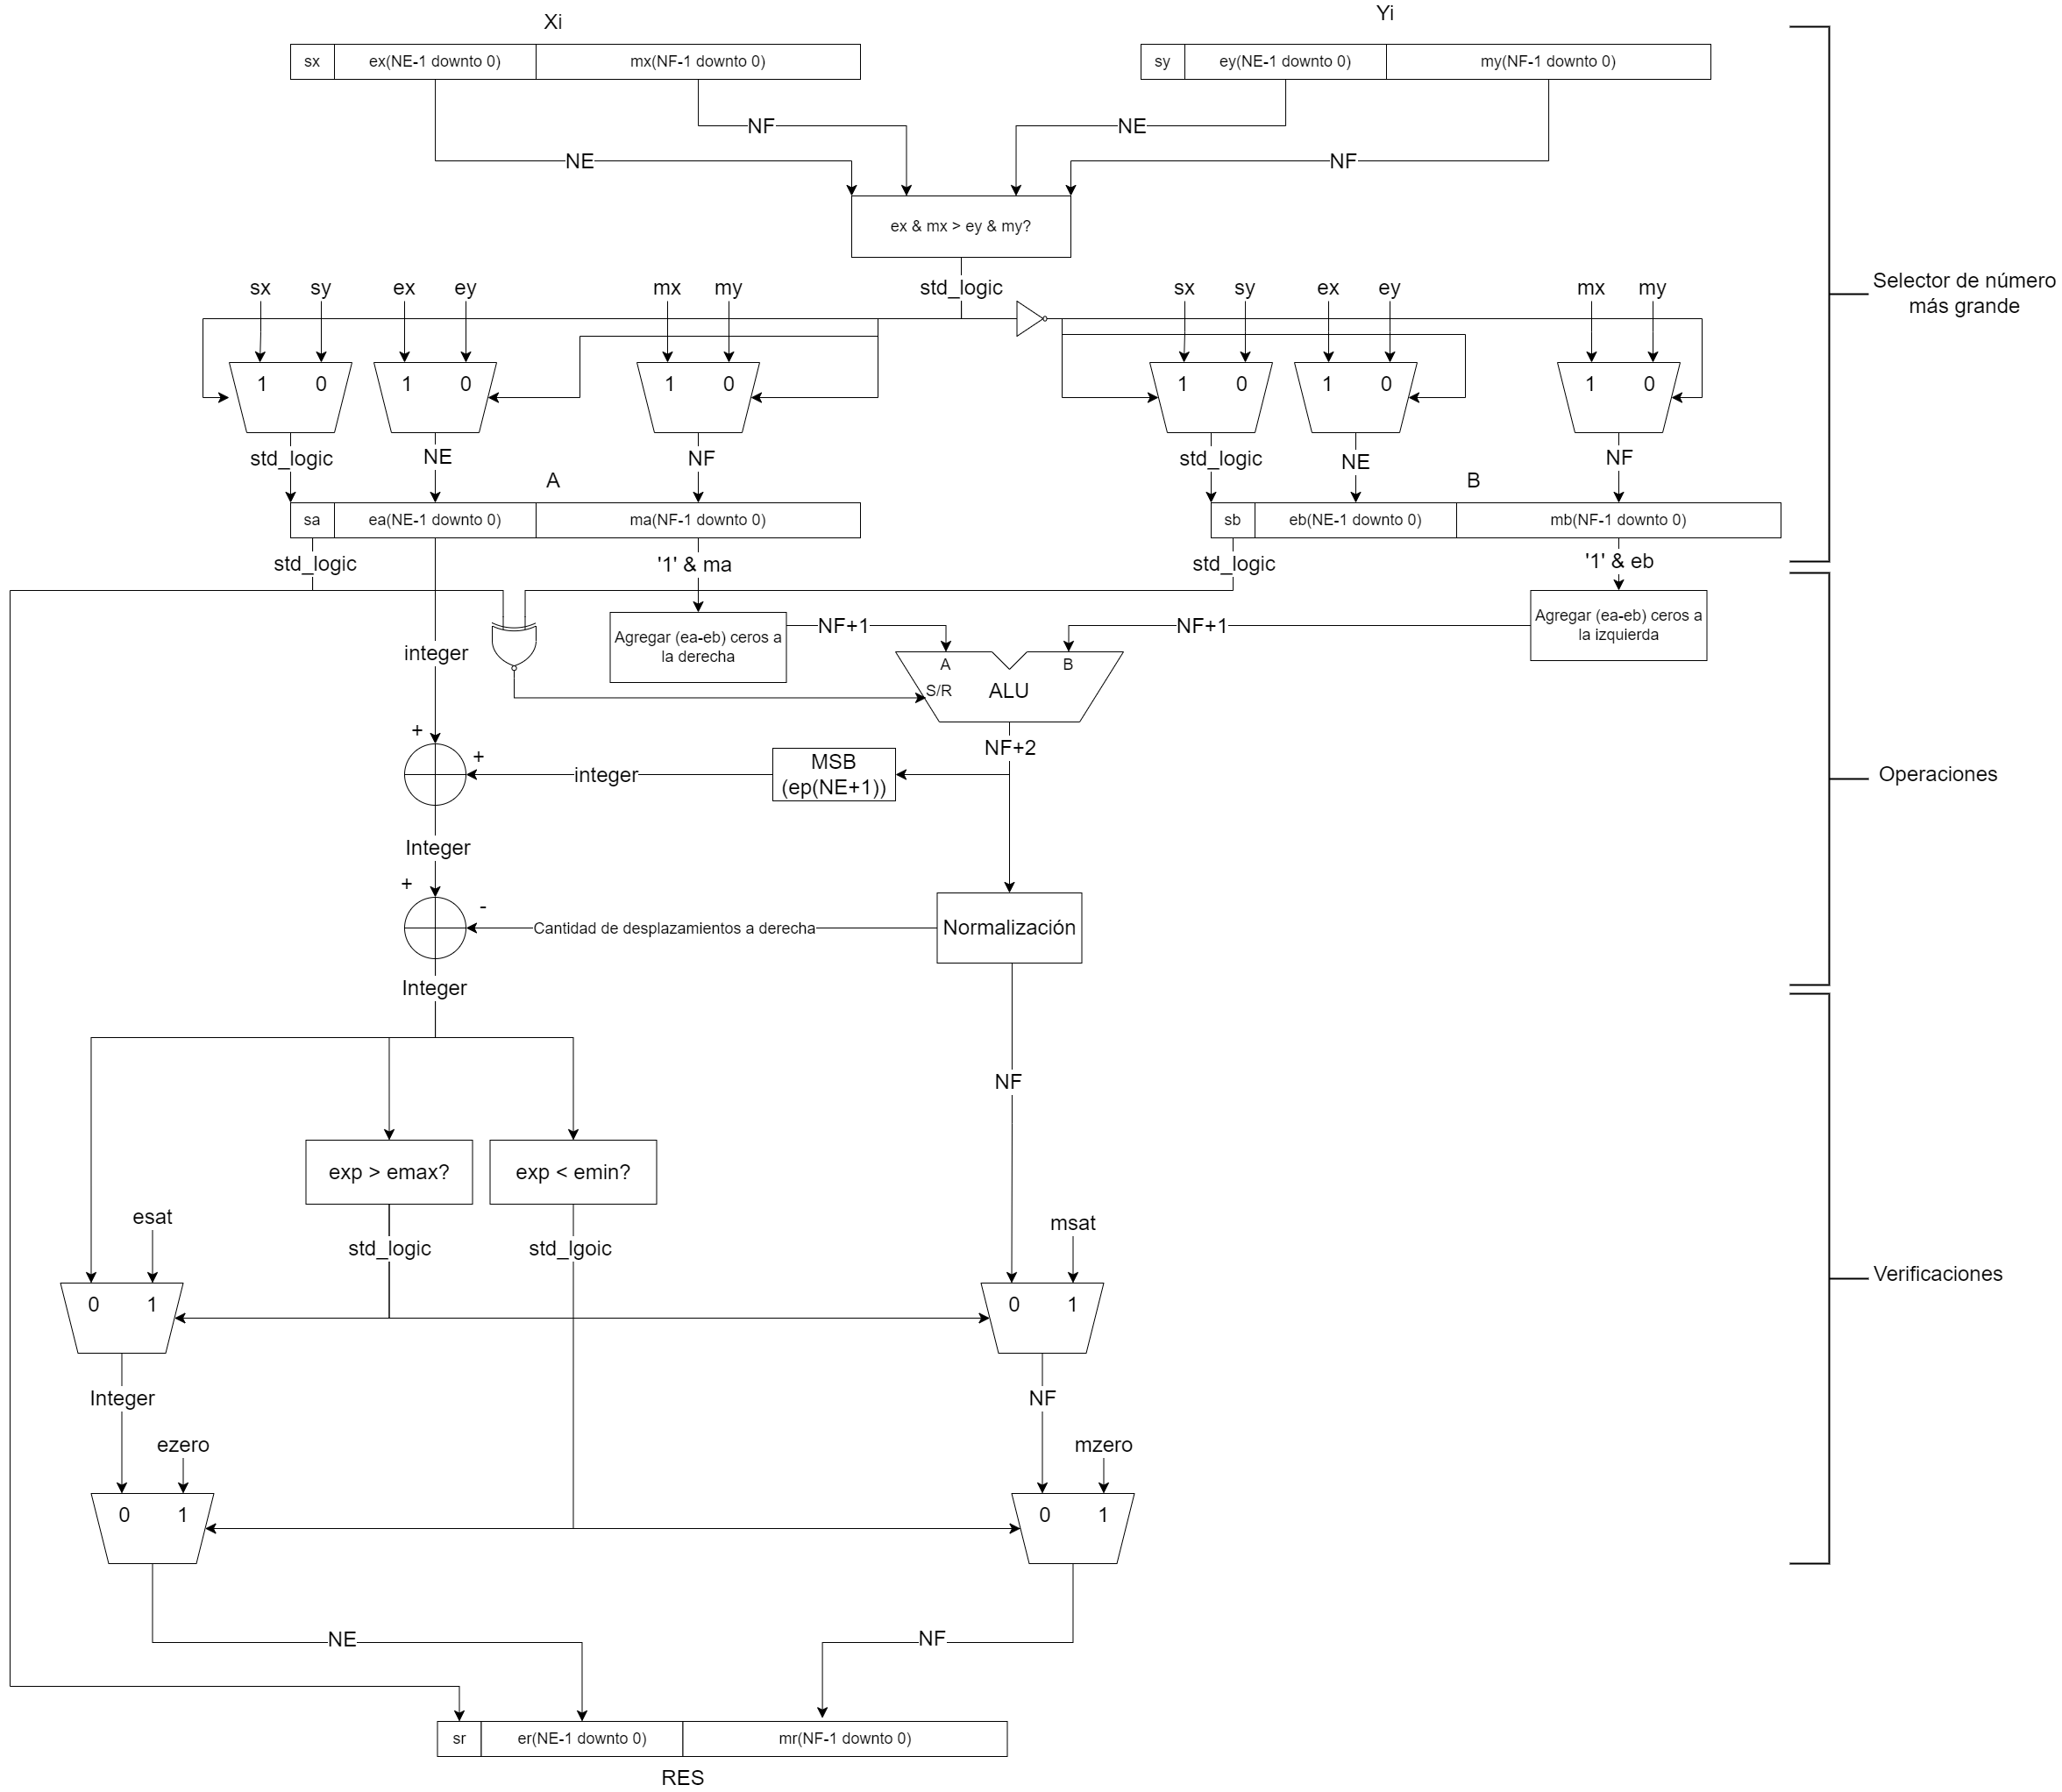 Xi
Yi
sx
ex(NE-1 downto 0)
mx(NF-1 downto 0)
sy
ey(NE-1 downto 0)
my(NF-1 downto 0)
NF
NE
NE
NF
ex & mx > ey & my?
std_logic
sx
sy
ex
ey
mx
my
sx
sy
ex
ey
mx
my
Selector de número
más grande
1
0
1
0
1
0
1
0
1
0
1
0
std_logic
NE
NF
std_logic
NE
NF
A
B
sa
ea(NE-1 downto 0)
ma(NF-1 downto 0)
sb
eb(NE-1 downto 0)
mb(NF-1 downto 0)
std_logic
'1' & ma
std_logic
'1' & eb
Agregar (ea-eb) ceros a
la derecha
NF+1
NF+1
Agregar (ea-eb) ceros a
la izquierda
integer
A
B
S/R
ALU
+
+
NF+2
integer
MSB
(ep(NE+1))
Operaciones
Integer
+
-
Cantidad de desplazamientos a derecha
Normalización
Integer
NF
exp > emax?
exp < emin?
esat
std_logic
std_lgoic
msat
Verificaciones
0
1
0
1
Integer
NF
ezero
mzero
0
1
0
1
NE
NF
sr
er(NE-1 downto 0)
mr(NF-1 downto 0)
RES